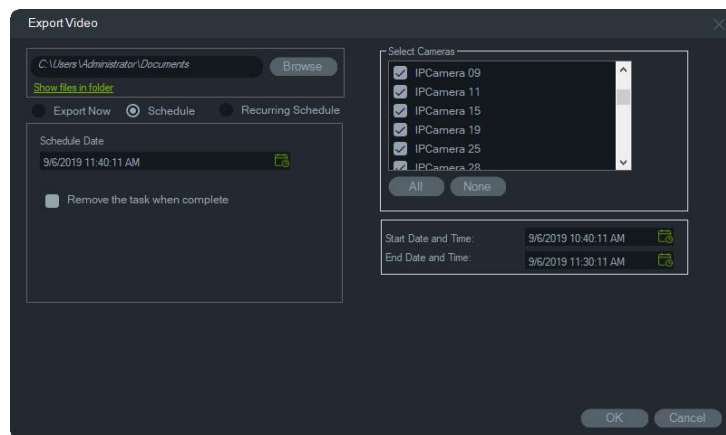 Export Video
C:\Users\Administrator\Documents
Browse
Show files in folder
Export Now
Schedule
Recurring Schedule
Schedule Date
9/6/2019 11:40:11 AM
Remove the task when complete
Select Cameras
IPCamera 09
IPCamera 11
IPCamera 15
IPCamera 19
IPCamera 25
IPCamera 28
All
None
Start Date and Time:
9/6/2019 10:40:11 AM
End Date and Time:
9/6/2019 11:30:11 AM
OK
Cancel